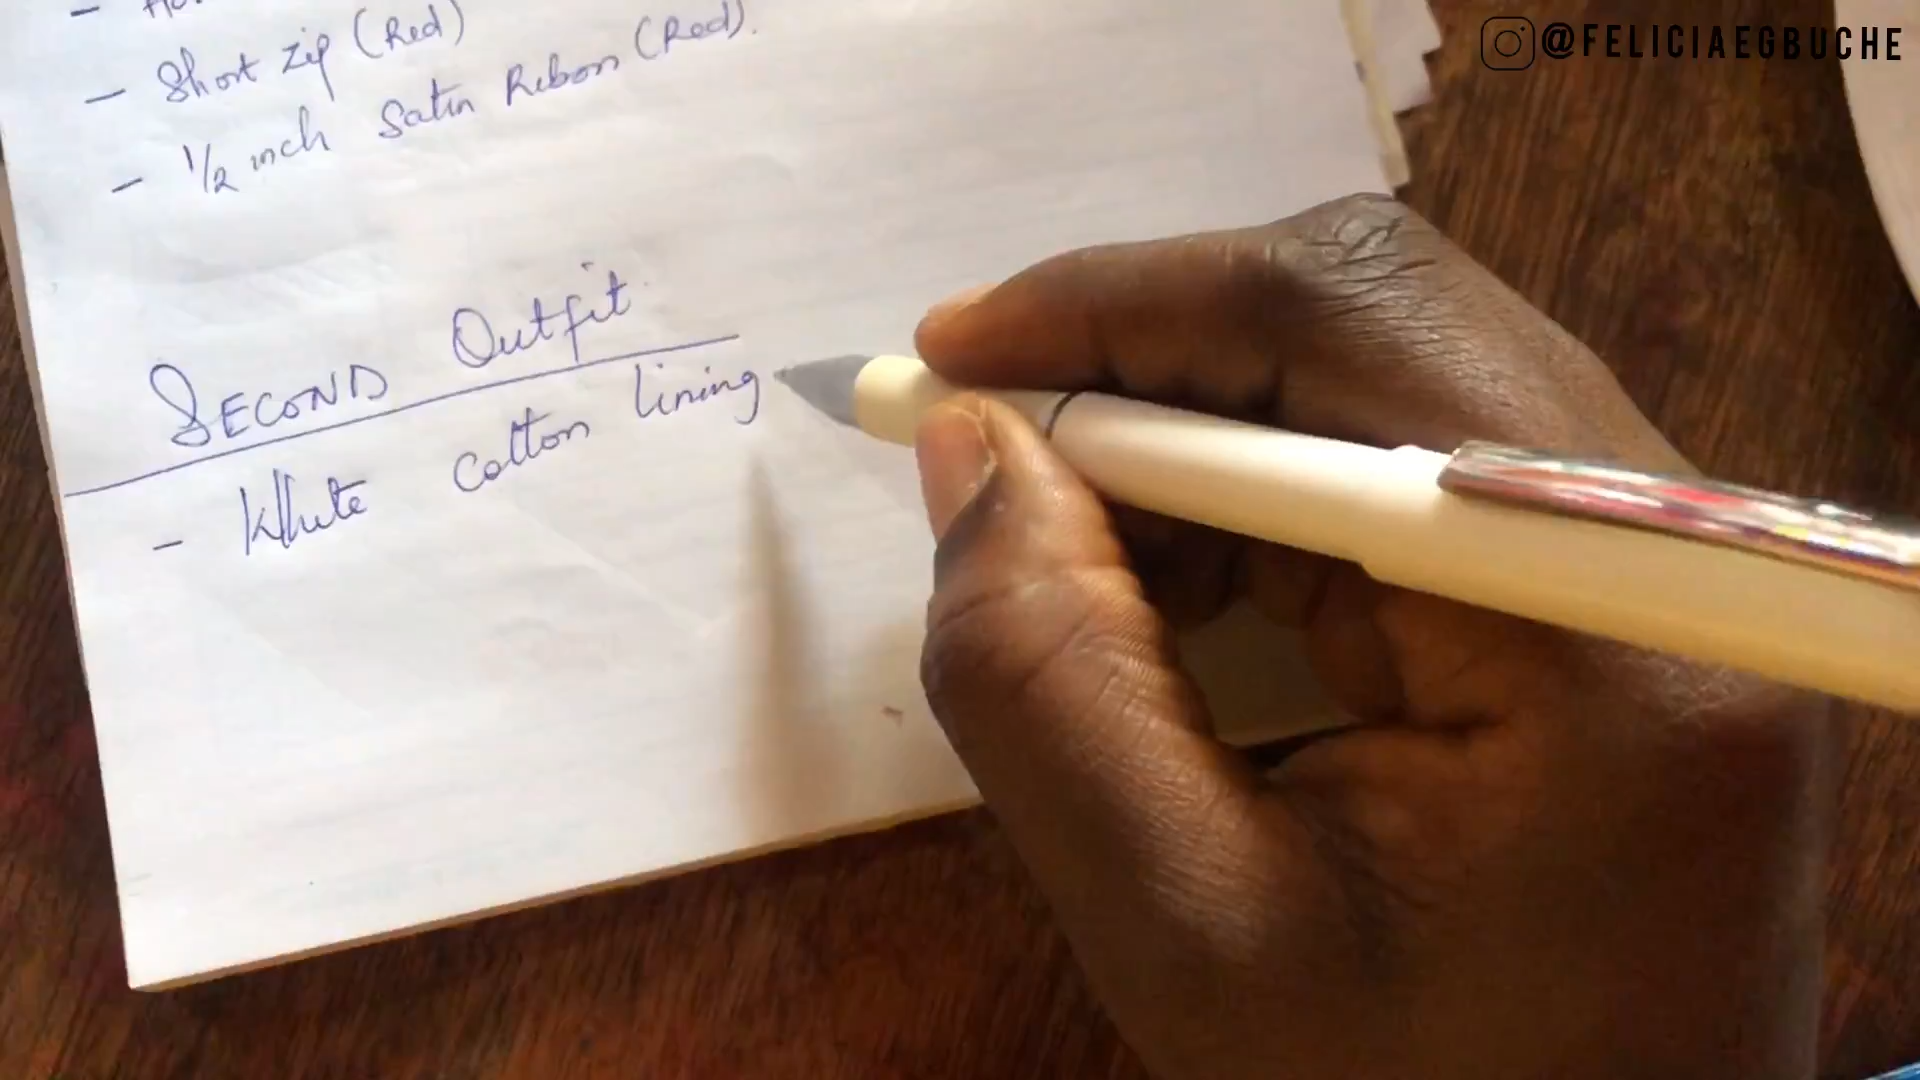 @FELICIAEGBUCHE
- Short zip (Red)
- 1/2 inch Satin Ribon (Red).
SECOND Outfit
- White cotton lining